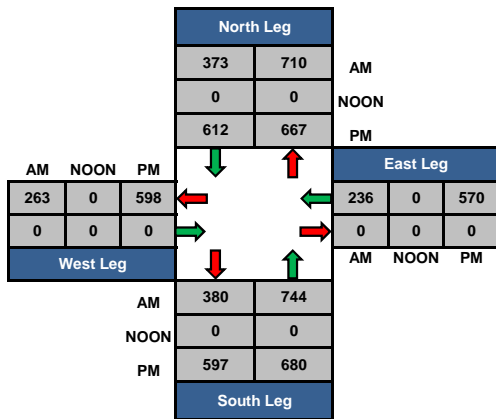 North Leg
373 710 AM
0 0 NOON
612 667 PM
AM NOON PM East Leg
263 0 598 236 0 570
0 0 0 0 0 0
West Leg AM NOON PM
AM 380 744
NOON 0 0
PM 597 680
South Leg